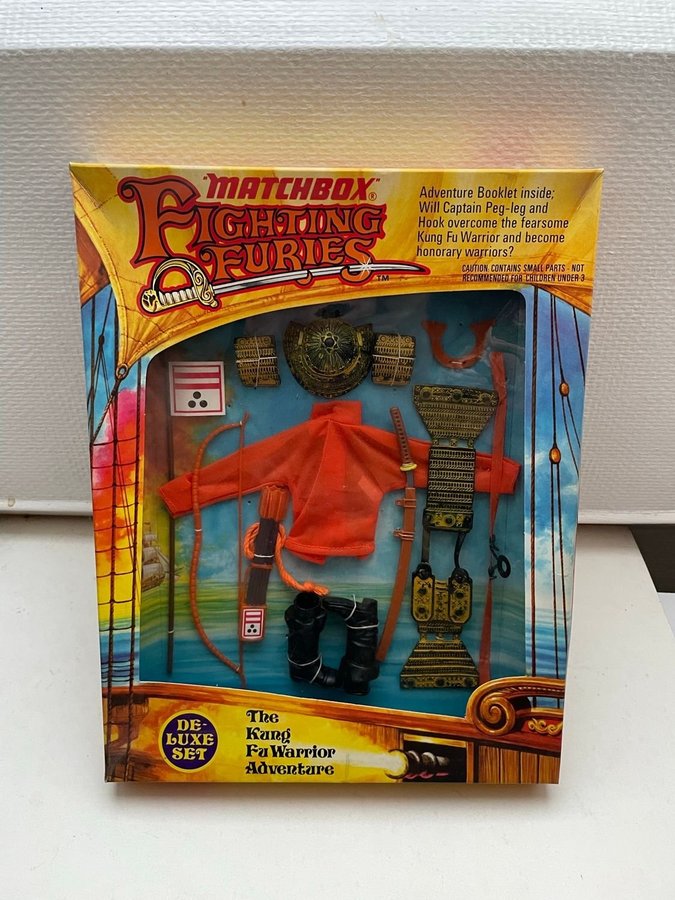 "MATCHBOX"®
FIGHTING
FURIES™
Adventure Booklet inside;
Will Captain Peg-leg and
Hook overcome the fearsome
Kung Fu Warrior and become
honorary warriors?
CAUTION. CONTAINS SMALL PARTS - NOT
RECOMMENDED FOR CHILDREN UNDER 3
DE-
LUXE
SET
The
Kung
Fu Warrior
Adventure